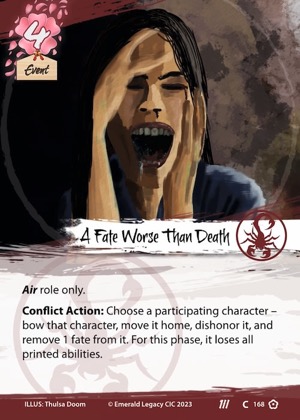 4
Event
A Fate Worse Than Death
Air role only.
Conflict Action: Choose a participating character –
bow that character, move it home, dishonor it, and
remove 1 fate from it. For this phase, it loses all
printed abilities.
ILLUS: Thulsa Doom © Emerald Legacy CIC 2023 C 168